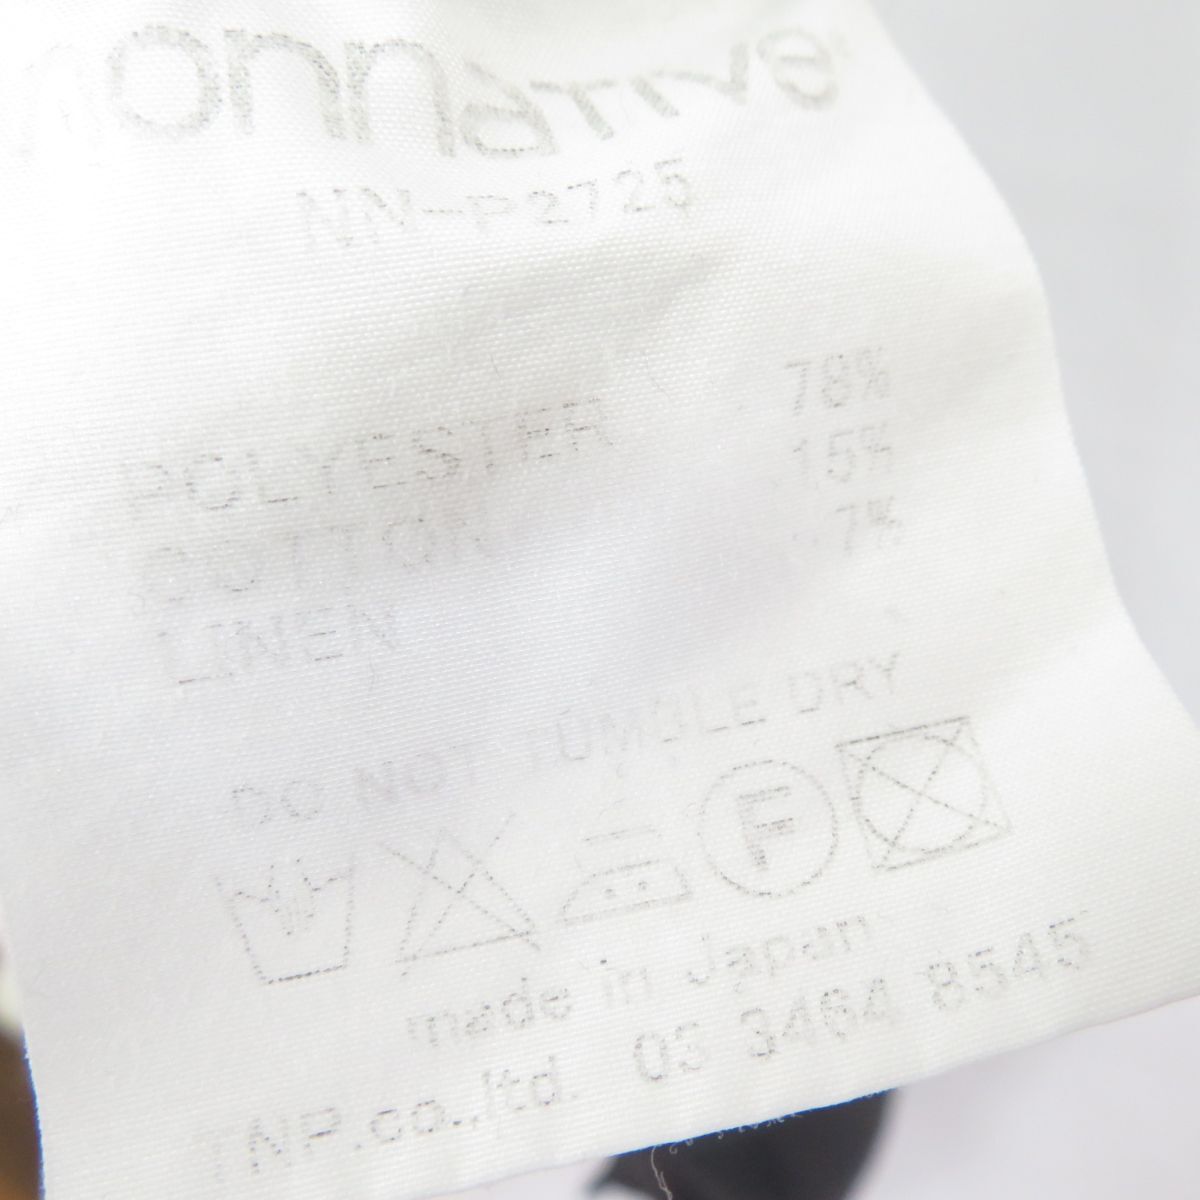 nonnative
NN-P2725
POLYESTER 78%
COTTON 15%
LINEN 7%
DO NOT TUMBLE DRY
F
made in Japan
TNP.co.,ltd. 03 3464 8545